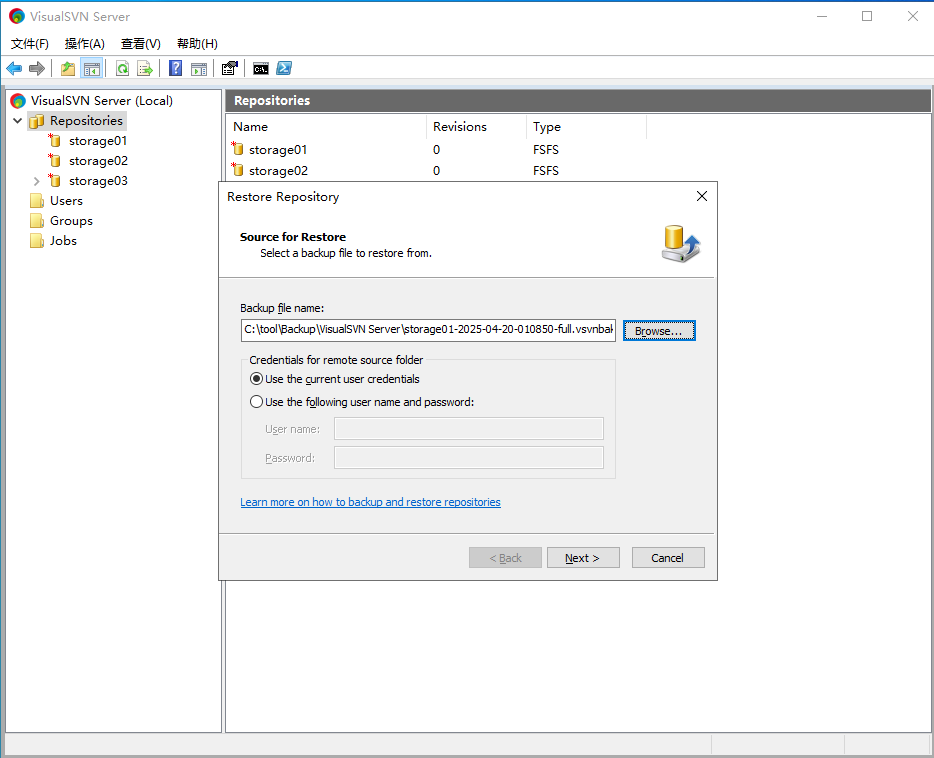 VisualSVN Server
文件(F) 操作(A) 查看(V) 帮助(H)
VisualSVN Server (Local)
Repositories
storage01
storage02
storage03
Users
Groups
Jobs
Repositories
Name Revisions Type
storage01 0 FSFS
storage02 0 FSFS
Restore Repository
Source for Restore
Select a backup file to restore from.
Backup file name:
C:\tool\Backup\VisualSVN Server\storage01-2025-04-20-010850-full.vsvnbak
Browse...
Credentials for remote source folder
Use the current user credentials
Use the following user name and password:
User name:
Password:
Learn more on how to backup and restore repositories
< Back Next > Cancel